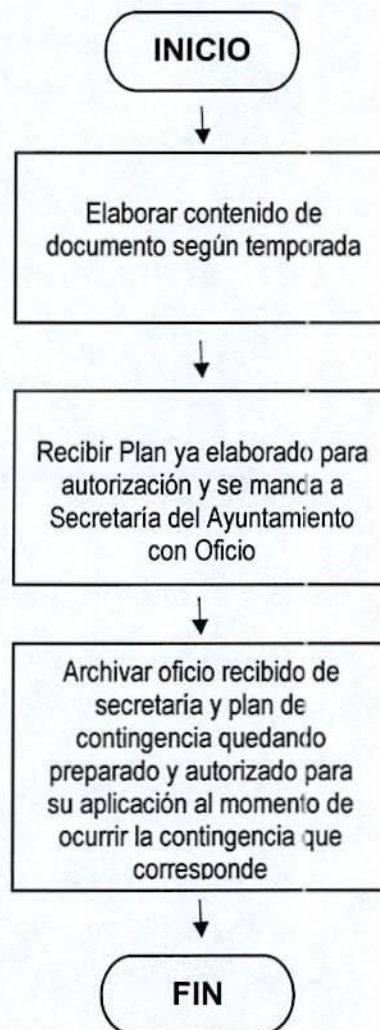 INICIO
Elaborar contenido de
documento según temporada
Recibir Plan ya elaborado para
autorización y se manda a
Secretaría del Ayuntamiento
con Oficio
Archivar oficio recibido de
secretaría y plan de
contingencia quedando
preparado y autorizado para
su aplicación al momento de
ocurrir la contingencia que
corresponde
FIN